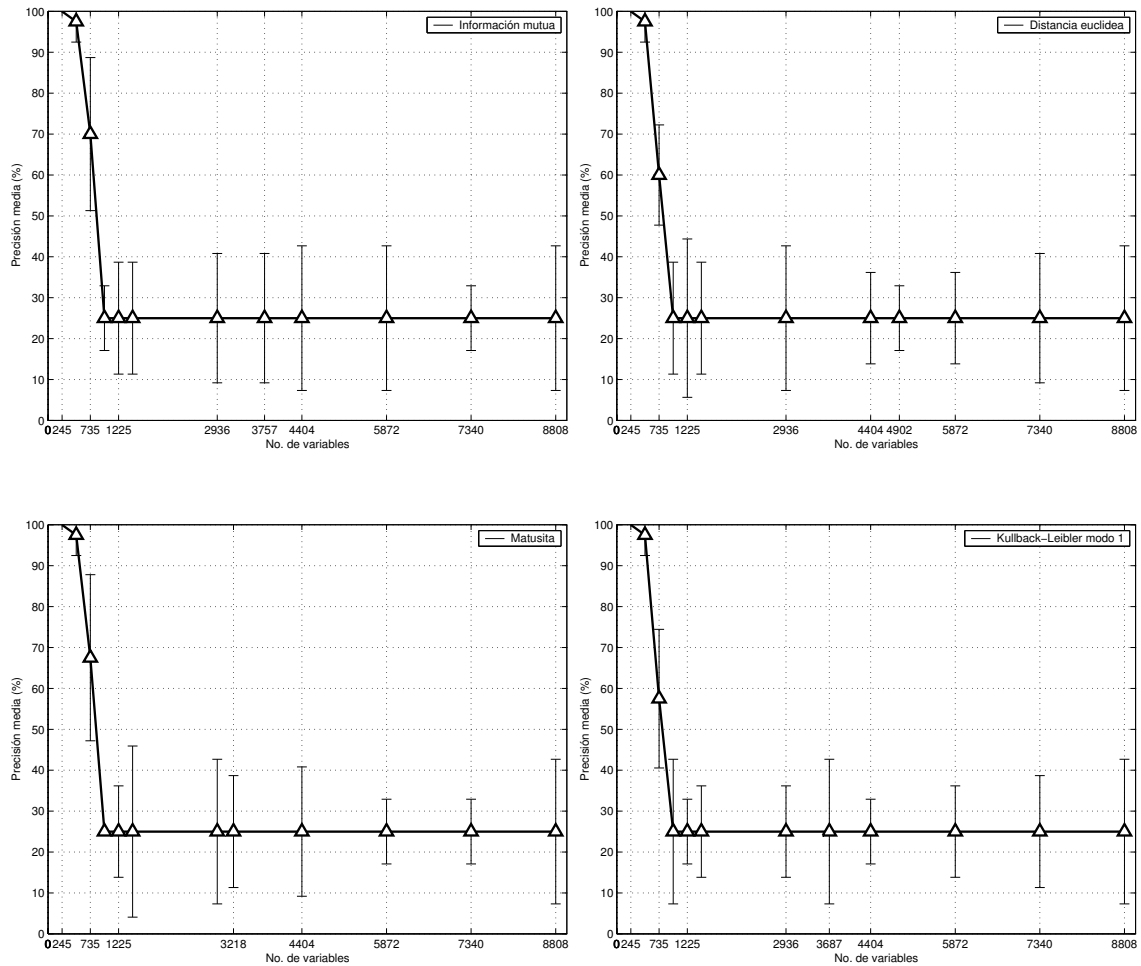 100
90
80
70
60
50
40
30
20
10
0
Precisión media (%)
Información mutua
0 245 735 1225 2936 3757 4404 5872 7340 8808
No. de variables
100
90
80
70
60
50
40
30
20
10
0
Precisión media (%)
Distancia euclidea
0 245 735 1225 2936 4404 4902 5872 7340 8808
No. de variables
100
90
80
70
60
50
40
30
20
10
0
Precisión media (%)
Matusita
0 245 735 1225 3218 4404 5872 7340 8808
No. de variables
100
90
80
70
60
50
40
30
20
10
0
Precisión media (%)
Kullback−Leibler modo 1
0 245 735 1225 2936 3687 4404 5872 7340 8808
No. de variables